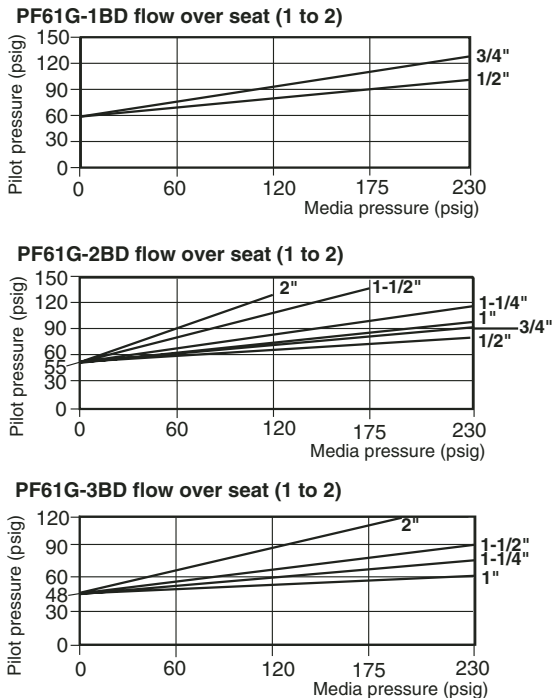 PF61G-1BD flow over seat (1 to 2)
Pilot pressure (psig)
150
120
90
60
30
0
3/4"
1/2"
0 60 120 175 230
Media pressure (psig)
PF61G-2BD flow over seat (1 to 2)
Pilot pressure (psig)
150
120
90
60
55
30
0
2"
1-1/2"
1-1/4"
1"
3/4"
1/2"
0 60 120 175 230
Media pressure (psig)
PF61G-3BD flow over seat (1 to 2)
Pilot pressure (psig)
120
90
60
48
30
0
2"
1-1/2"
1-1/4"
1"
0 60 120 175 230
Media pressure (psig)